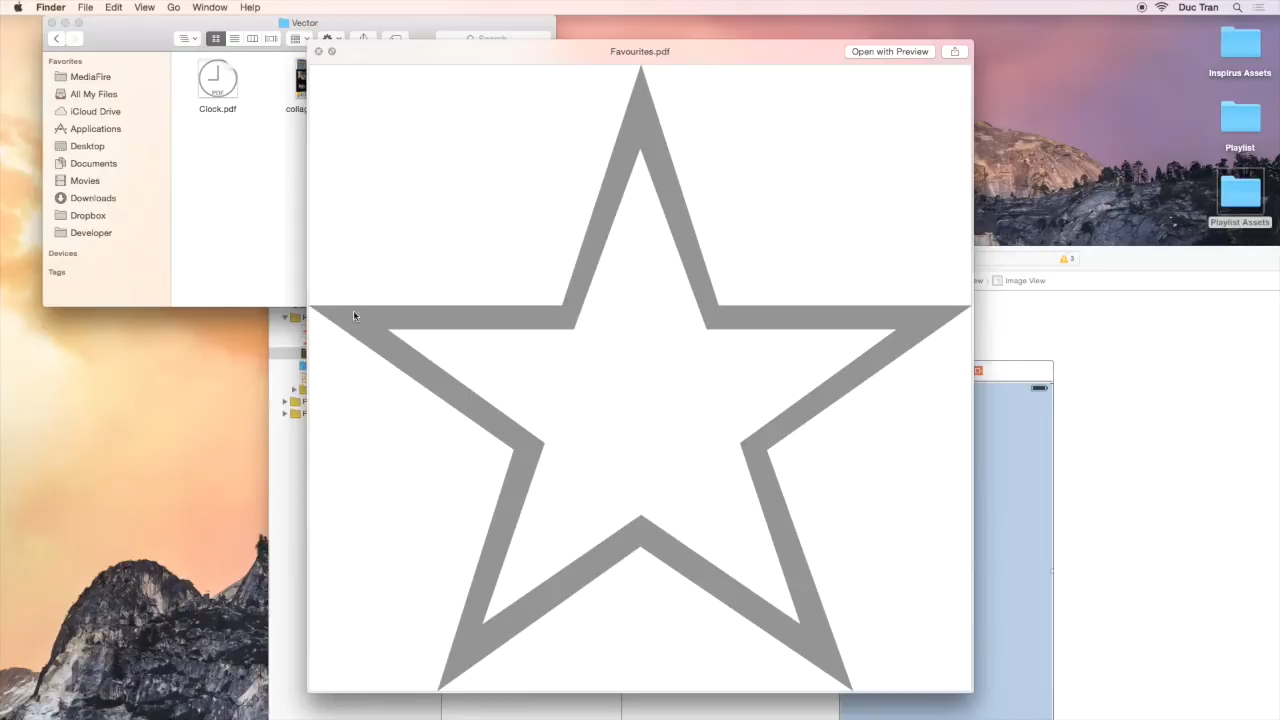 Finder File Edit View Go Window Help Duc Tran
Vector
Search
Favorites
MediaFire
All My Files
iCloud Drive
Applications
Desktop
Documents
Movies
Downloads
Dropbox
Developer
Devices
Tags
PDF
Clock.pdf
Favourites.pdf
Open with Preview
Inspirus Assets
Playlist
Playlist Assets
3
Image View